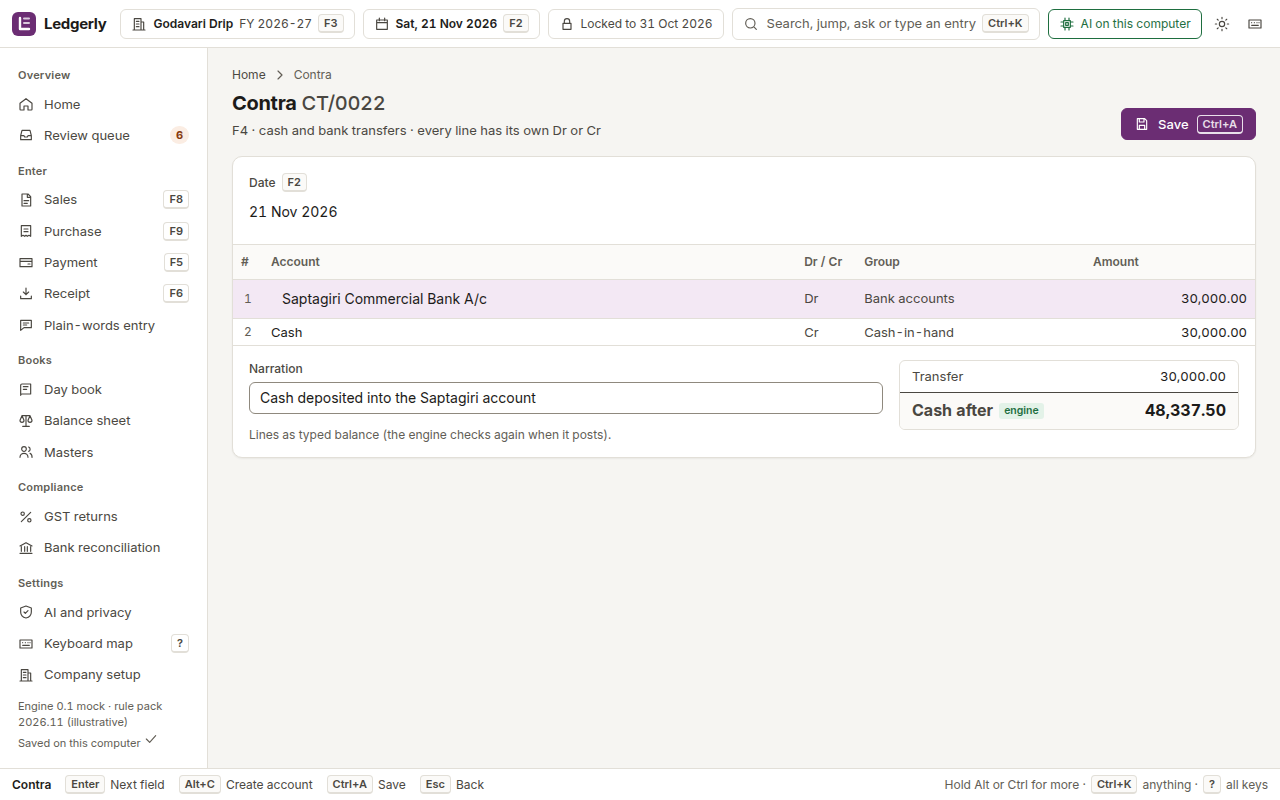 Ledgerly
Godavari Drip FY 2026-27 F3
Sat, 21 Nov 2026 F2
Locked to 31 Oct 2026
Search, jump, ask or type an entry Ctrl+K
AI on this computer
Overview
Home
Review queue 6
Enter
Sales F8
Purchase F9
Payment F5
Receipt F6
Plain-words entry
Books
Day book
Balance sheet
Masters
Compliance
GST returns
Bank reconciliation
Settings
AI and privacy
Keyboard map ?
Company setup
Engine 0.1 mock · rule pack
2026.11 (illustrative)
Saved on this computer
Home Contra
Contra CT/0022
F4 · cash and bank transfers · every line has its own Dr or Cr
Save Ctrl+A
Date F2
21 Nov 2026
# Account Dr / Cr Group Amount
1 Saptagiri Commercial Bank A/c Dr Bank accounts 30,000.00
2 Cash Cr Cash-in-hand 30,000.00
Narration
Cash deposited into the Saptagiri account
Lines as typed balance (the engine checks again when it posts).
Transfer 30,000.00
Cash after engine 48,337.50
Contra Enter Next field Alt+C Create account Ctrl+A Save Esc Back
Hold Alt or Ctrl for more · Ctrl+K anything · ? all keys